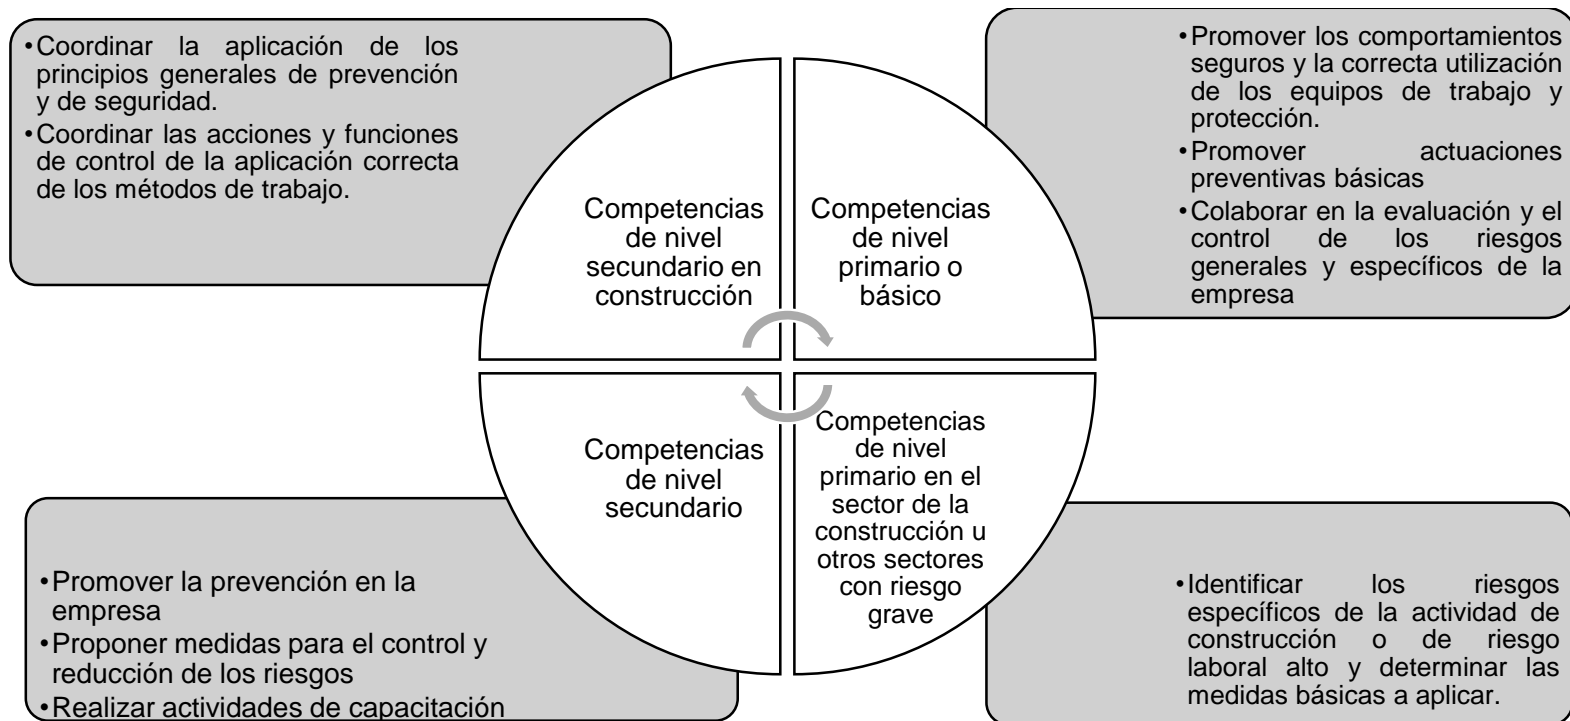 •Coordinar la aplicación de los
principios generales de prevención
y de seguridad.
•Coordinar las acciones y funciones
de control de la aplicación correcta
de los métodos de trabajo.
•Promover los comportamientos
seguros y la correcta utilización
de los equipos de trabajo y
protección.
•Promover actuaciones
preventivas básicas
•Colaborar en la evaluación y el
control de los riesgos
generales y específicos de la
empresa
Competencias
de nivel
secundario en
construcción
Competencias
de nivel
primario o
básico
Competencias
de nivel
secundario
Competencias
de nivel
primario en el
sector de la
construcción u
otros sectores
con riesgo
grave
•Promover la prevención en la
empresa
•Proponer medidas para el control y
reducción de los riesgos
•Realizar actividades de capacitación
•Identificar los riesgos
específicos de la actividad de
construcción o de riesgo
laboral alto y determinar las
medidas básicas a aplicar.